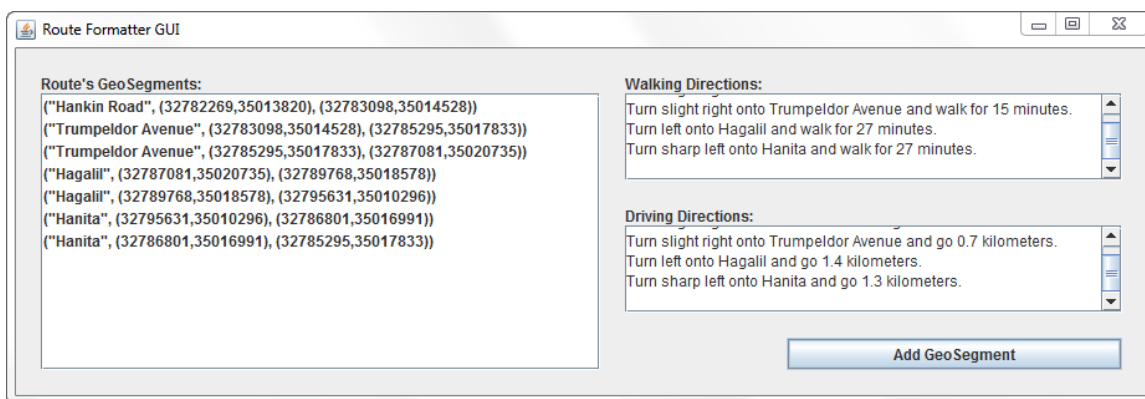 Route Formatter GUI
Route's GeoSegments:
("Hankin Road", (32782269,35013820), (32783098,35014528))
("Trumpeldor Avenue", (32783098,35014528), (32785295,35017833))
("Trumpeldor Avenue", (32785295,35017833), (32787081,35020735))
("Hagalil", (32787081,35020735), (32789768,35018578))
("Hagalil", (32789768,35018578), (32795631,35010296))
("Hanita", (32795631,35010296), (32786801,35016991))
("Hanita", (32786801,35016991), (32785295,35017833))
Walking Directions:
Turn slight right onto Trumpeldor Avenue and walk for 15 minutes.
Turn left onto Hagalil and walk for 27 minutes.
Turn sharp left onto Hanita and walk for 27 minutes.
Driving Directions:
Turn slight right onto Trumpeldor Avenue and go 0.7 kilometers.
Turn left onto Hagalil and go 1.4 kilometers.
Turn sharp left onto Hanita and go 1.3 kilometers.
Add GeoSegment